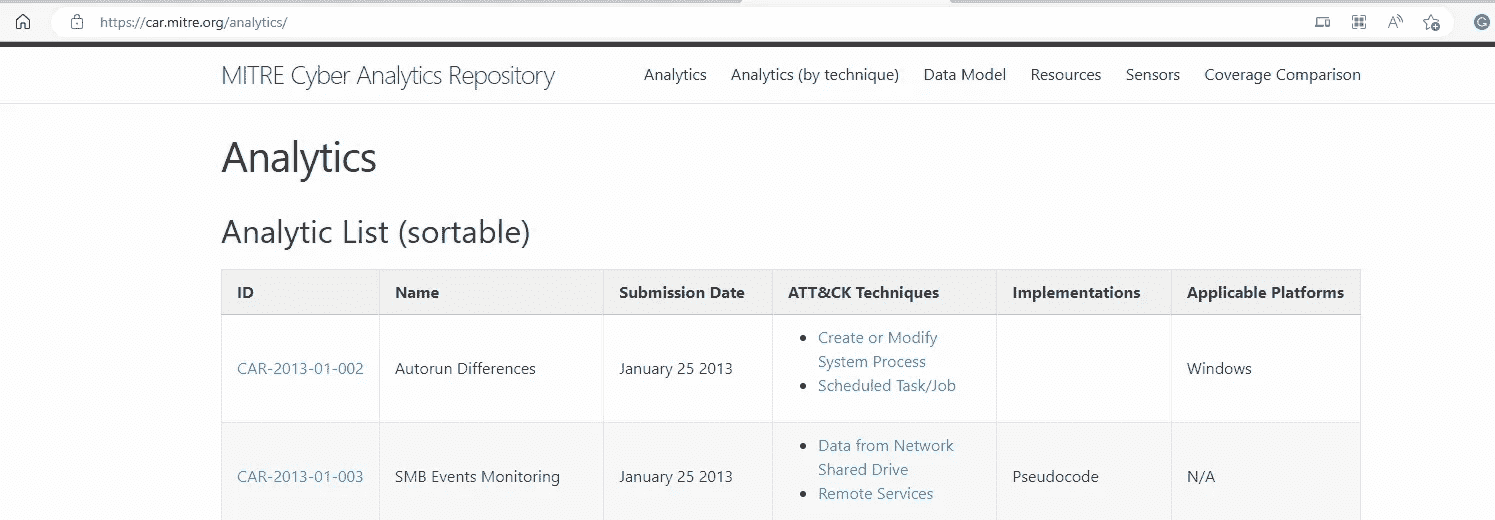 https://car.mitre.org/analytics/
MITRE Cyber Analytics Repository
Analytics
Analytics (by technique)
Data Model
Resources
Sensors
Coverage Comparison
Analytics
Analytic List (sortable)
ID
Name
Submission Date
ATT&CK Techniques
Implementations
Applicable Platforms
CAR-2013-01-002
Autorun Differences
January 25 2013
Create or Modify
System Process
Scheduled Task/Job
Windows
CAR-2013-01-003
SMB Events Monitoring
January 25 2013
Data from Network
Shared Drive
Remote Services
Pseudocode
N/A